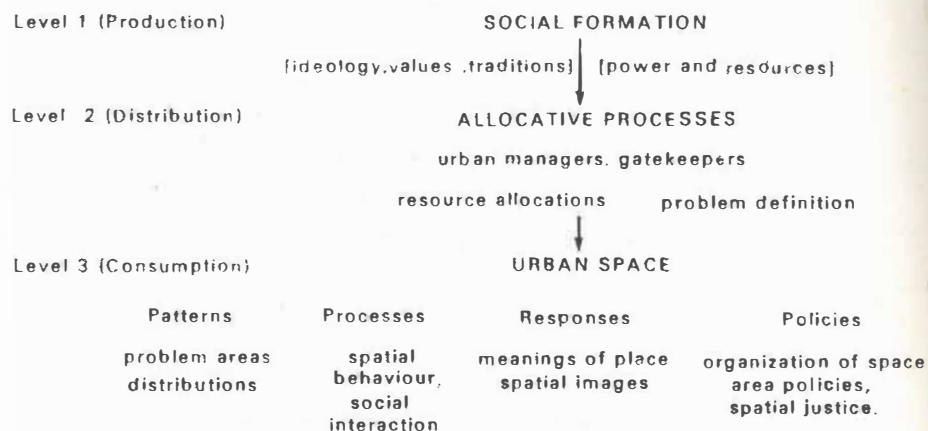 Level 1 (Production) SOCIAL FORMATION
[ideology, values ,traditions] [power and resources]
Level 2 (Distribution) ALLOCATIVE PROCESSES
urban managers. gatekeepers
resource allocations problem definition
Level 3 (Consumption) URBAN SPACE
Patterns Processes Responses Policies
problem areas spatial meanings of place organization of space
distributions behaviour, spatial images area policies,
social spatial justice.
interaction